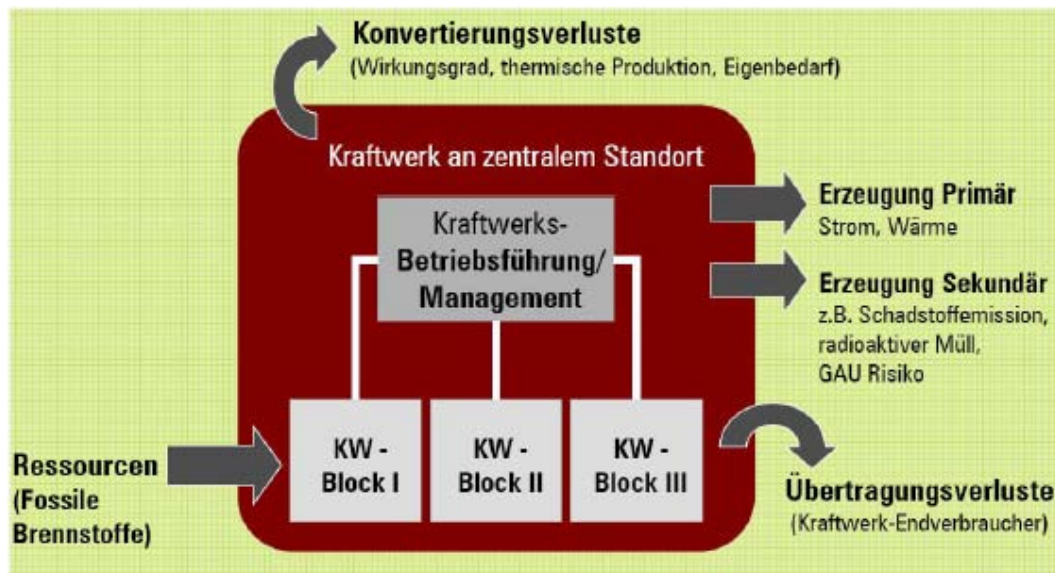 Konvertierungsverluste
(Wirkungsgrad, thermische Produktion, Eigenbedarf)
Kraftwerk an zentralem Standort
Kraftwerks-
Betriebsführung/
Management
Erzeugung Primär
Strom, Wärme
Erzeugung Sekundär
z.B. Schadstoffemission,
radioaktiver Müll,
GAU Risiko
Ressourcen
(Fossile
Brennstoffe)
KW -
Block I
KW -
Block II
KW -
Block III
Übertragungsverluste
(Kraftwerk-Endverbraucher)